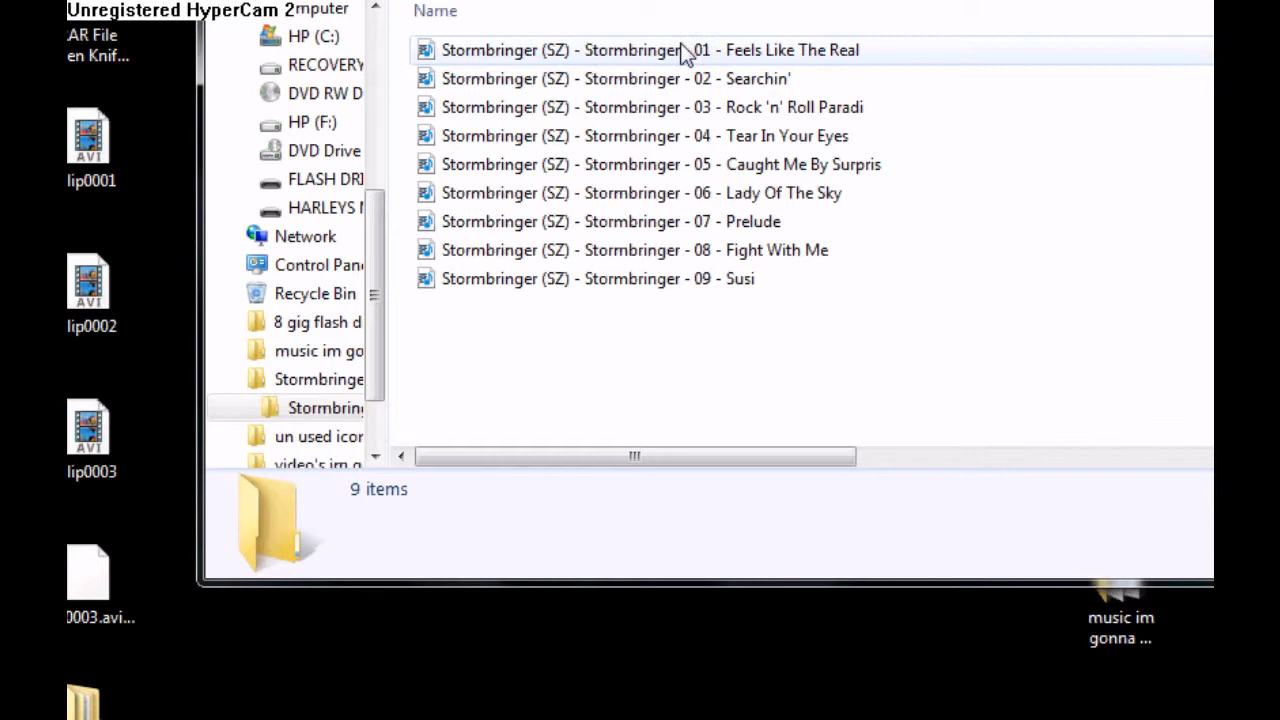 Unregistered HyperCam 2
AR File
en Knif...
lip0001
lip0002
lip0003
0003.avi...
AVI
AVI
AVI
mputer
HP (C:)
RECOVERY
DVD RW D
HP (F:)
DVD Drive
FLASH DRI
HARLEYS
Network
Control Pan
Recycle Bin
8 gig flash d
music im go
Stormbringe
Stormbring
un used icon
video's im g
Name
Stormbringer (SZ) - Stormbringer - 01 - Feels Like The Real
Stormbringer (SZ) - Stormbringer - 02 - Searchin'
Stormbringer (SZ) - Stormbringer - 03 - Rock 'n' Roll Paradi
Stormbringer (SZ) - Stormbringer - 04 - Tear In Your Eyes
Stormbringer (SZ) - Stormbringer - 05 - Caught Me By Surpris
Stormbringer (SZ) - Stormbringer - 06 - Lady Of The Sky
Stormbringer (SZ) - Stormbringer - 07 - Prelude
Stormbringer (SZ) - Stormbringer - 08 - Fight With Me
Stormbringer (SZ) - Stormbringer - 09 - Susi
9 items
music im
gonna ...